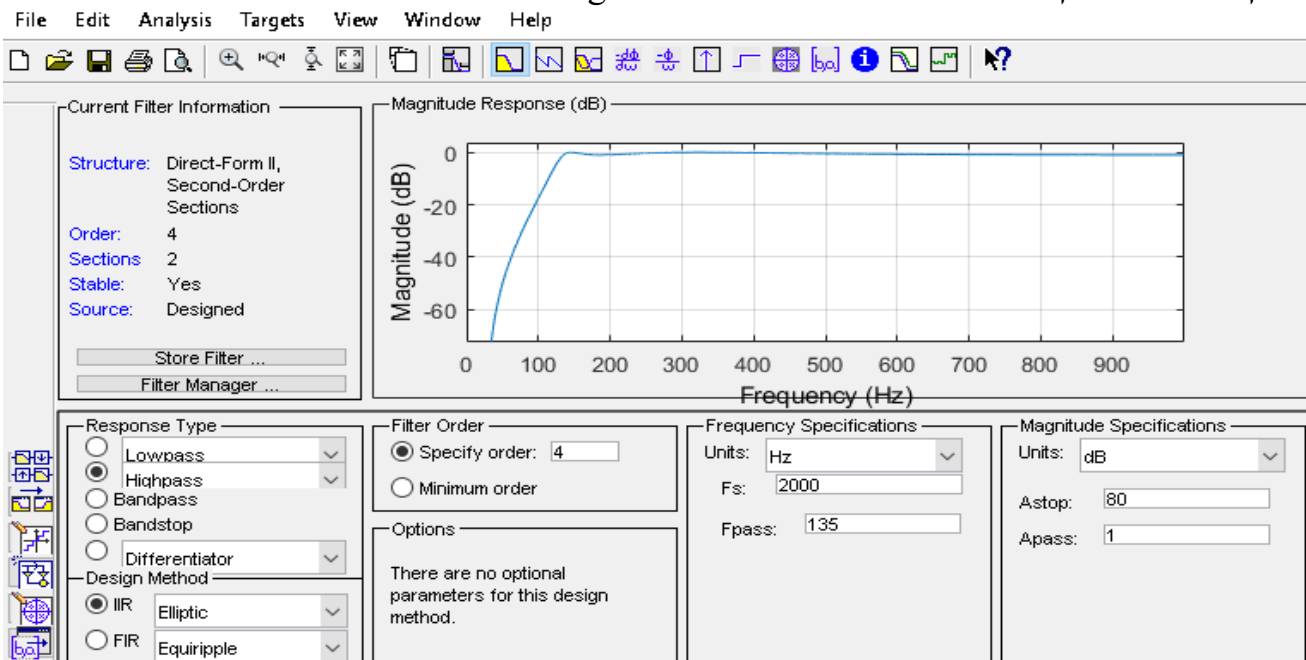 File Edit Analysis Targets View Window Help
Current Filter Information
Structure: Direct-Form II,
Second-Order
Sections
Order: 4
Sections 2
Stable: Yes
Source: Designed
Store Filter ...
Filter Manager ...
Magnitude Response (dB)
Magnitude (dB)
0
-20
-40
-60
0 100 200 300 400 500 600 700 800 900
Frequency (Hz)
Response Type
Lowpass
Highpass
Bandpass
Bandstop
Differentiator
Design Method
IIR Elliptic
FIR Equiripple
Filter Order
Specify order: 4
Minimum order
Options
There are no optional
parameters for this design
method.
Frequency Specifications
Units: Hz
Fs: 2000
Fpass: 135
Magnitude Specifications
Units: dB
Astop: 80
Apass: 1